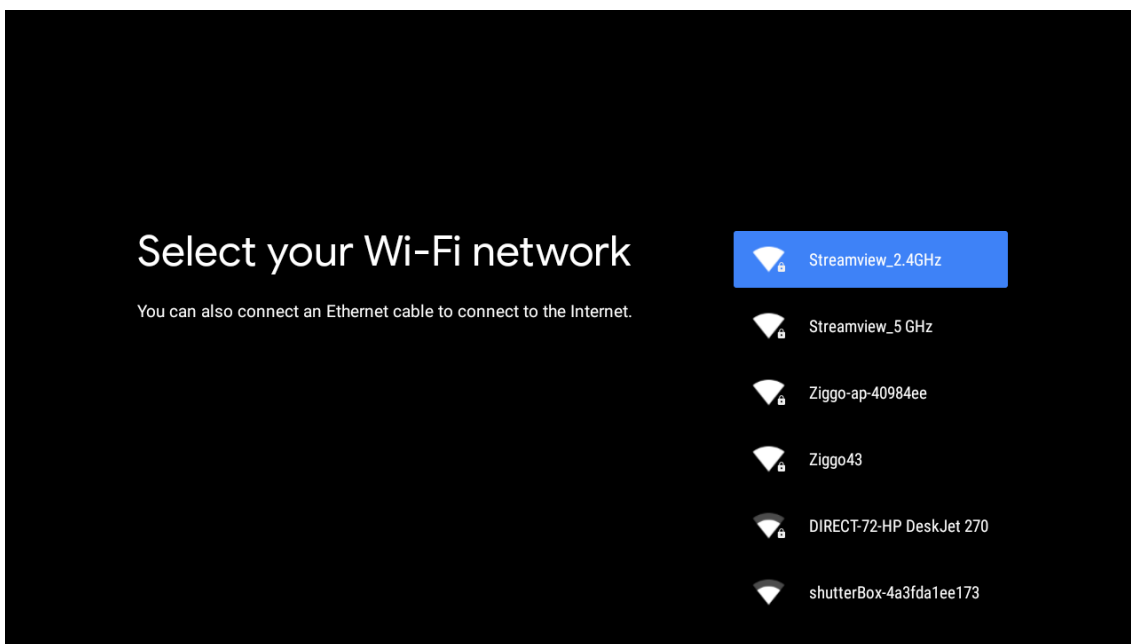 Select your Wi-Fi network
You can also connect an Ethernet cable to connect to the Internet.
Streamview_2.4GHz
Streamview_5 GHz
Ziggo-ap-40984ee
Ziggo43
DIRECT-72-HP DeskJet 270
shutterBox-4a3fda1ee173